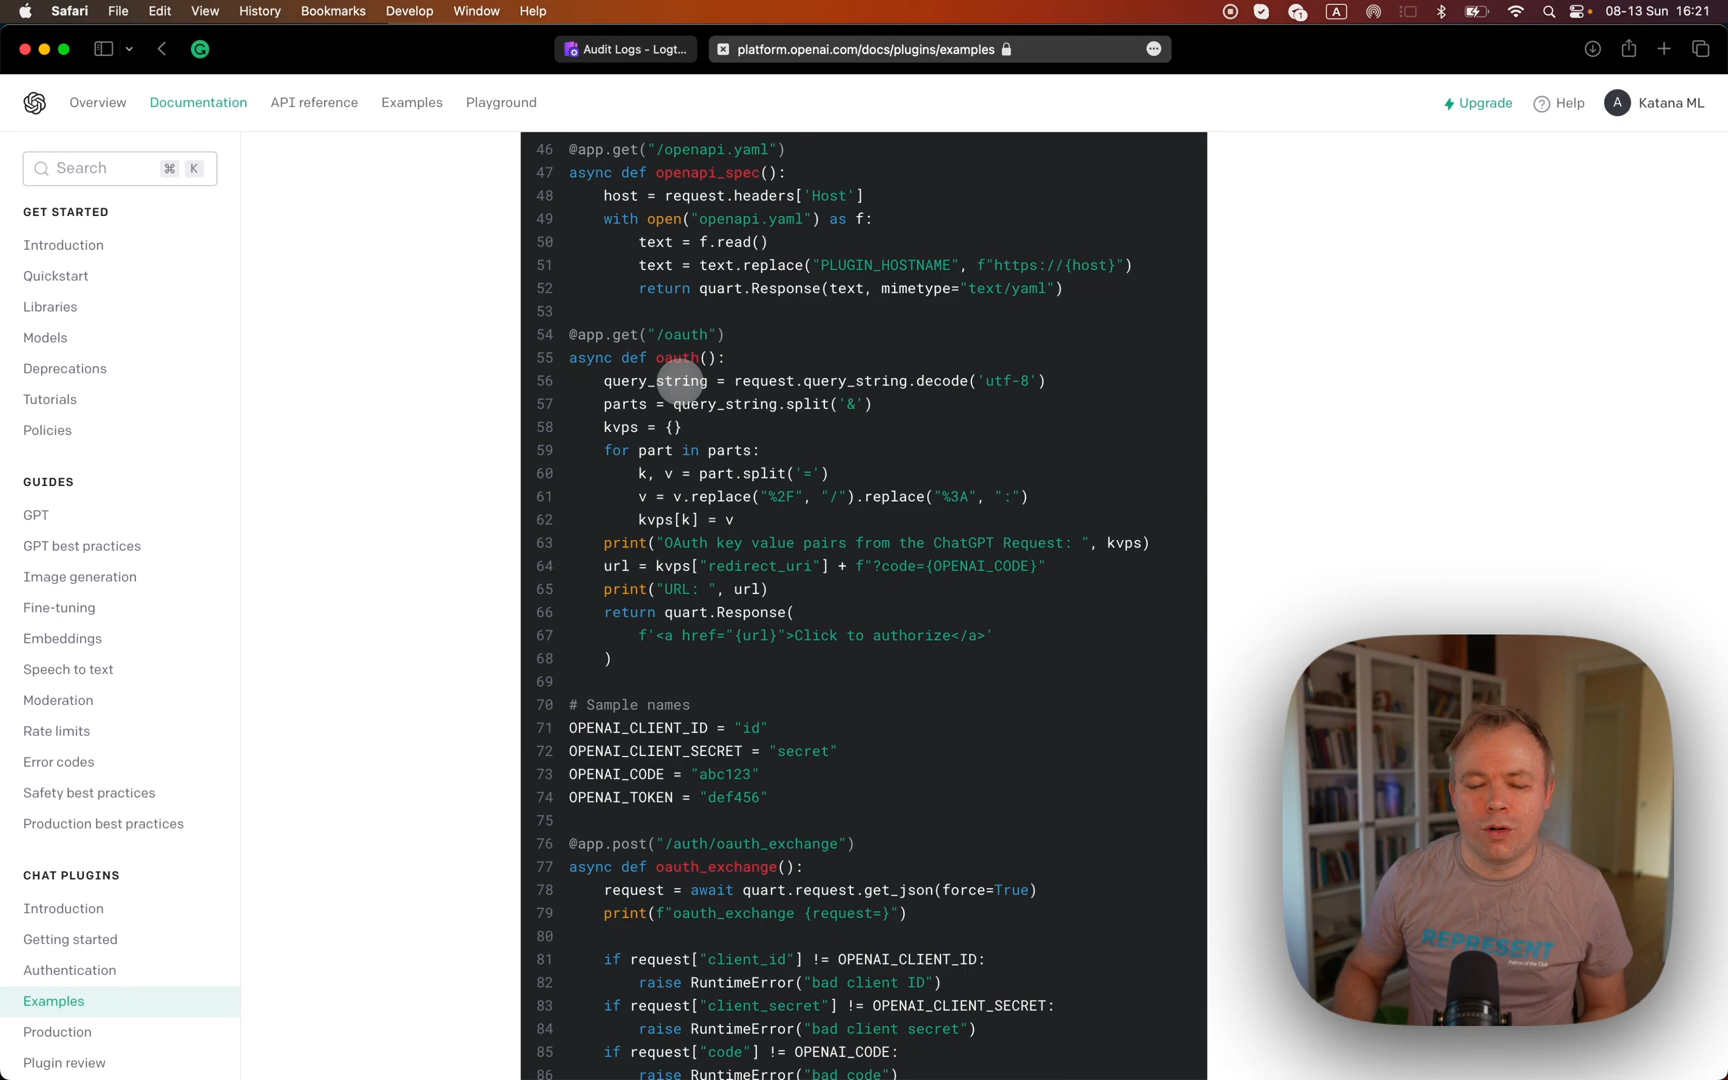 Safari File Edit View History Bookmarks Develop Window Help
1 A 08-13 Sun 16:21
Audit Logs - Logt... platform.openai.com/docs/plugins/examples
Overview Documentation API reference Examples Playground
Upgrade Help A Katana ML
Search ⌘ K
GET STARTED
Introduction
Quickstart
Libraries
Models
Deprecations
Tutorials
Policies
GUIDES
GPT
GPT best practices
Image generation
Fine-tuning
Embeddings
Speech to text
Moderation
Rate limits
Error codes
Safety best practices
Production best practices
CHAT PLUGINS
Introduction
Getting started
Authentication
Examples
Production
Plugin review
46 @app.get("/openapi.yaml")
47 async def openapi_spec():
48 host = request.headers['Host']
49 with open("openapi.yaml") as f:
50 text = f.read()
51 text = text.replace("PLUGIN_HOSTNAME", f"https://{host}")
52 return quart.Response(text, mimetype="text/yaml")
53
54 @app.get("/oauth")
55 async def oauth():
56 query_string = request.query_string.decode('utf-8')
57 parts = query_string.split('&')
58 kvps = {}
59 for part in parts:
60 k, v = part.split('=')
61 v = v.replace("%2F", "/").replace("%3A", ":")
62 kvps[k] = v
63 print("OAuth key value pairs from the ChatGPT Request: ", kvps)
64 url = kvps["redirect_uri"] + f"?code={OPENAI_CODE}"
65 print("URL: ", url)
66 return quart.Response(
67 f'<a href="{url}">Click to authorize</a>'
68 )
69
70 # Sample names
71 OPENAI_CLIENT_ID = "id"
72 OPENAI_CLIENT_SECRET = "secret"
73 OPENAI_CODE = "abc123"
74 OPENAI_TOKEN = "def456"
75
76 @app.post("/auth/oauth_exchange")
77 async def oauth_exchange():
78 request = await quart.request.get_json(force=True)
79 print(f"oauth_exchange {request=}")
80
81 if request["client_id"] != OPENAI_CLIENT_ID:
82 raise RuntimeError("bad client ID")
83 if request["client_secret"] != OPENAI_CLIENT_SECRET:
84 raise RuntimeError("bad client secret")
85 if request["code"] != OPENAI_CODE:
86 raise RuntimeError("bad code")
REPRESENT